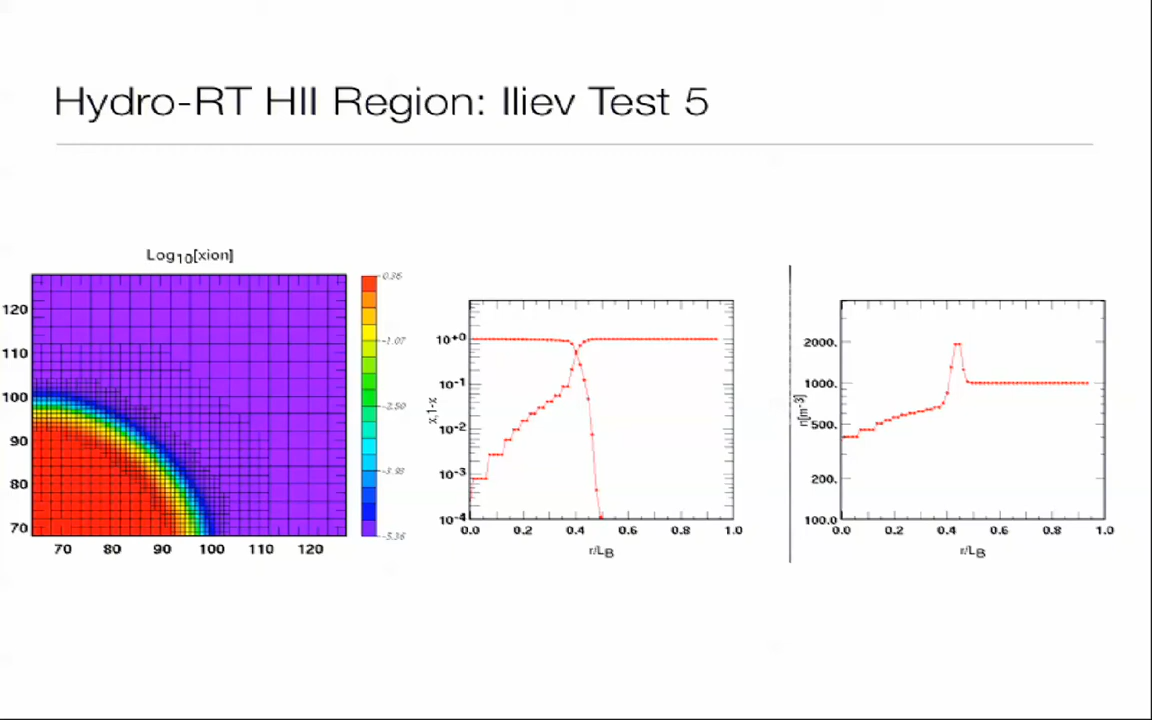 Hydro-RT HII Region: Iliev Test 5
Log10[xion]
120
110
100
90
80
70
70 80 90 100 110 120
0.36
-1.07
-2.50
-3.93
-5.36
10+0
10-1
10-2
10-3
10-4
x,1-x
0.0 0.2 0.4 0.6 0.8 1.0
r/LB
2000.
1000.
500.
200.
100.0
n[m-3]
0.0 0.2 0.4 0.6 0.8 1.0
r/LB